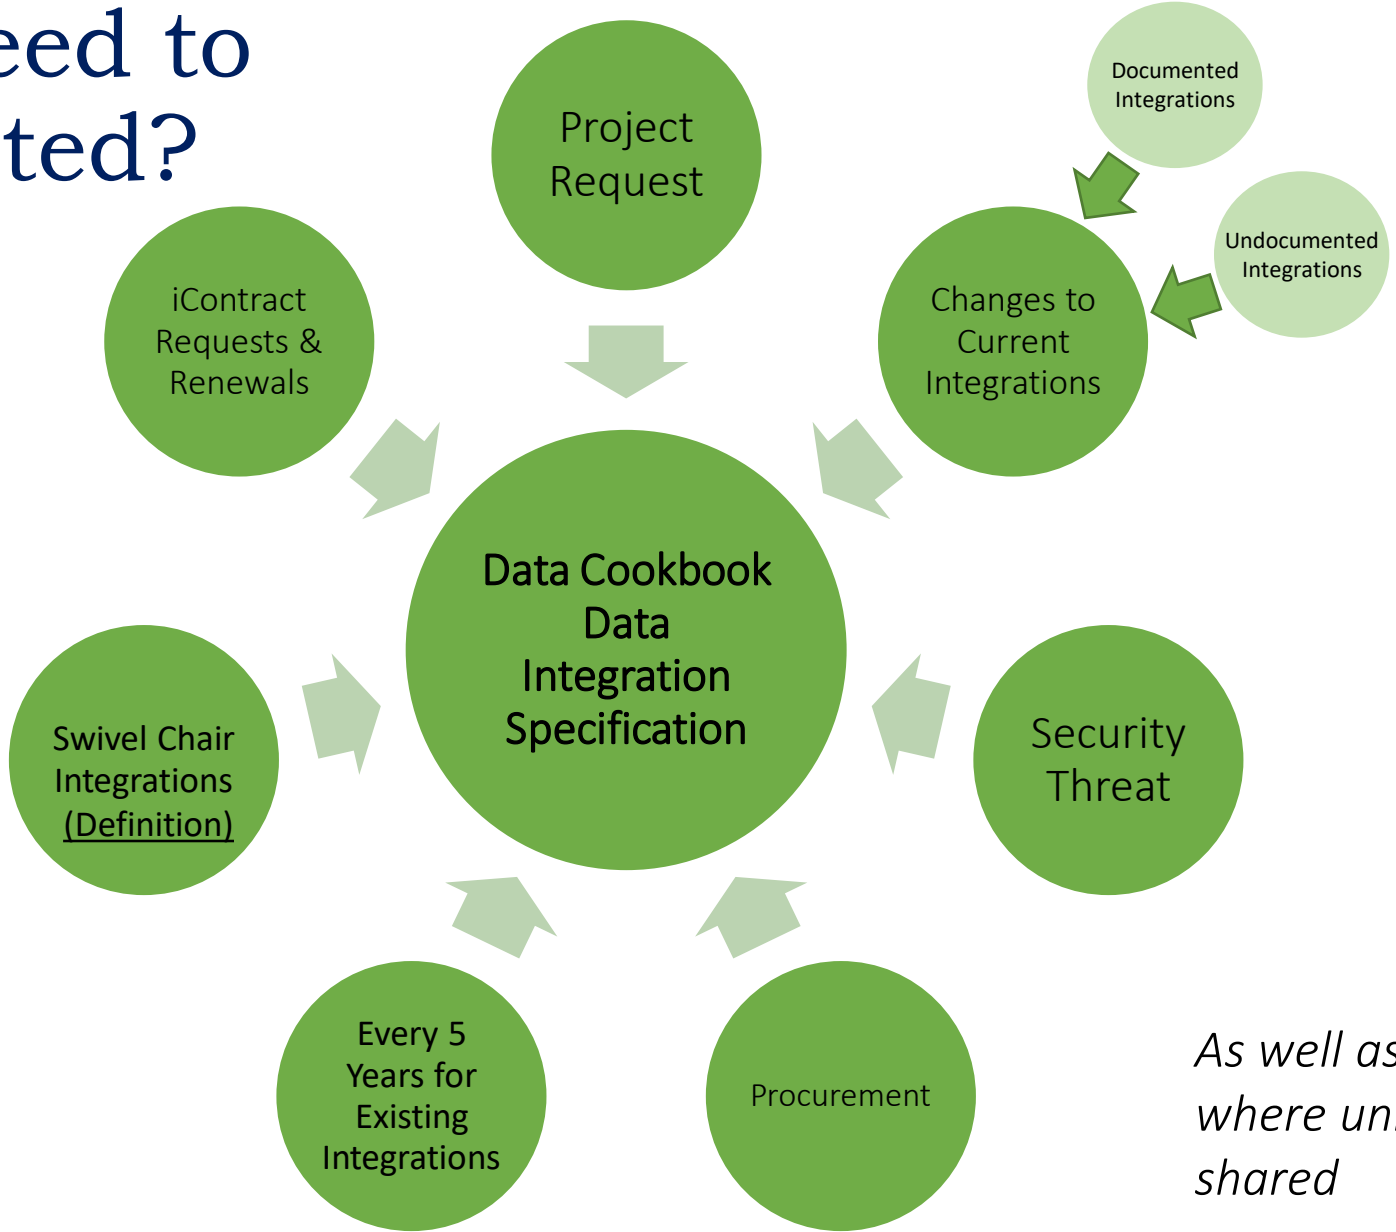 eed to
ted?
Project
Request
Documented
Integrations
Undocumented
Integrations
Changes to
Current
Integrations
iContract
Requests &
Renewals
Data Cookbook
Data
Integration
Specification
Security
Threat
Swivel Chair
Integrations
(Definition)
Every 5
Years for
Existing
Integrations
Procurement
As well as
where un
shared